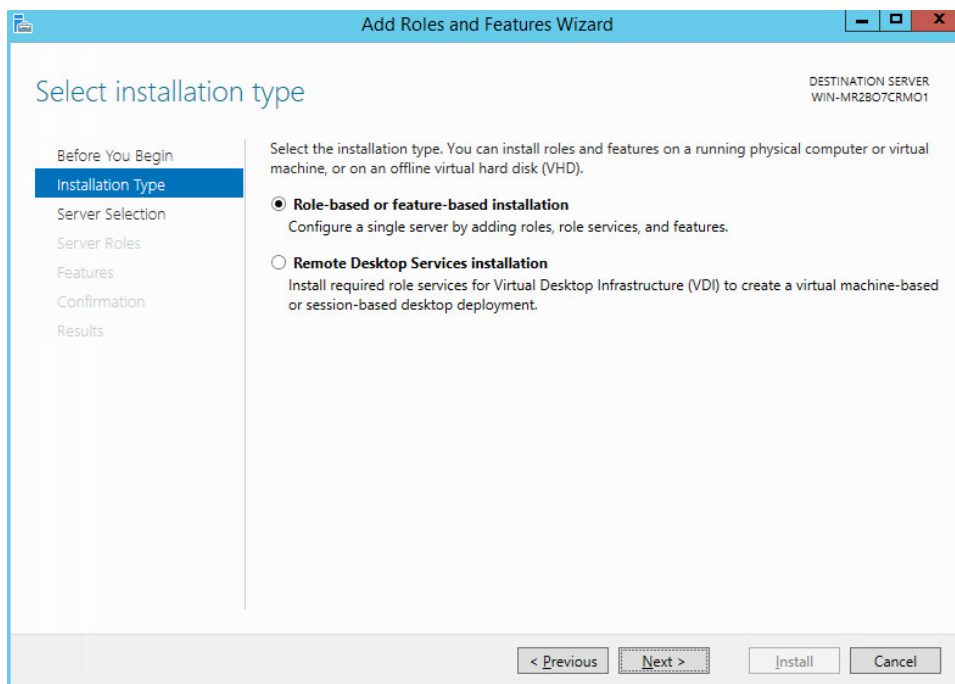 Add Roles and Features Wizard
Select installation type
DESTINATION SERVER
WIN-MR2BO7CRMO1
Before You Begin
Installation Type
Server Selection
Server Roles
Features
Confirmation
Results
Select the installation type. You can install roles and features on a running physical computer or virtual
machine, or on an offline virtual hard disk (VHD).
Role-based or feature-based installation
Configure a single server by adding roles, role services, and features.
Remote Desktop Services installation
Install required role services for Virtual Desktop Infrastructure (VDI) to create a virtual machine-based
or session-based desktop deployment.
< Previous
Next >
Install
Cancel